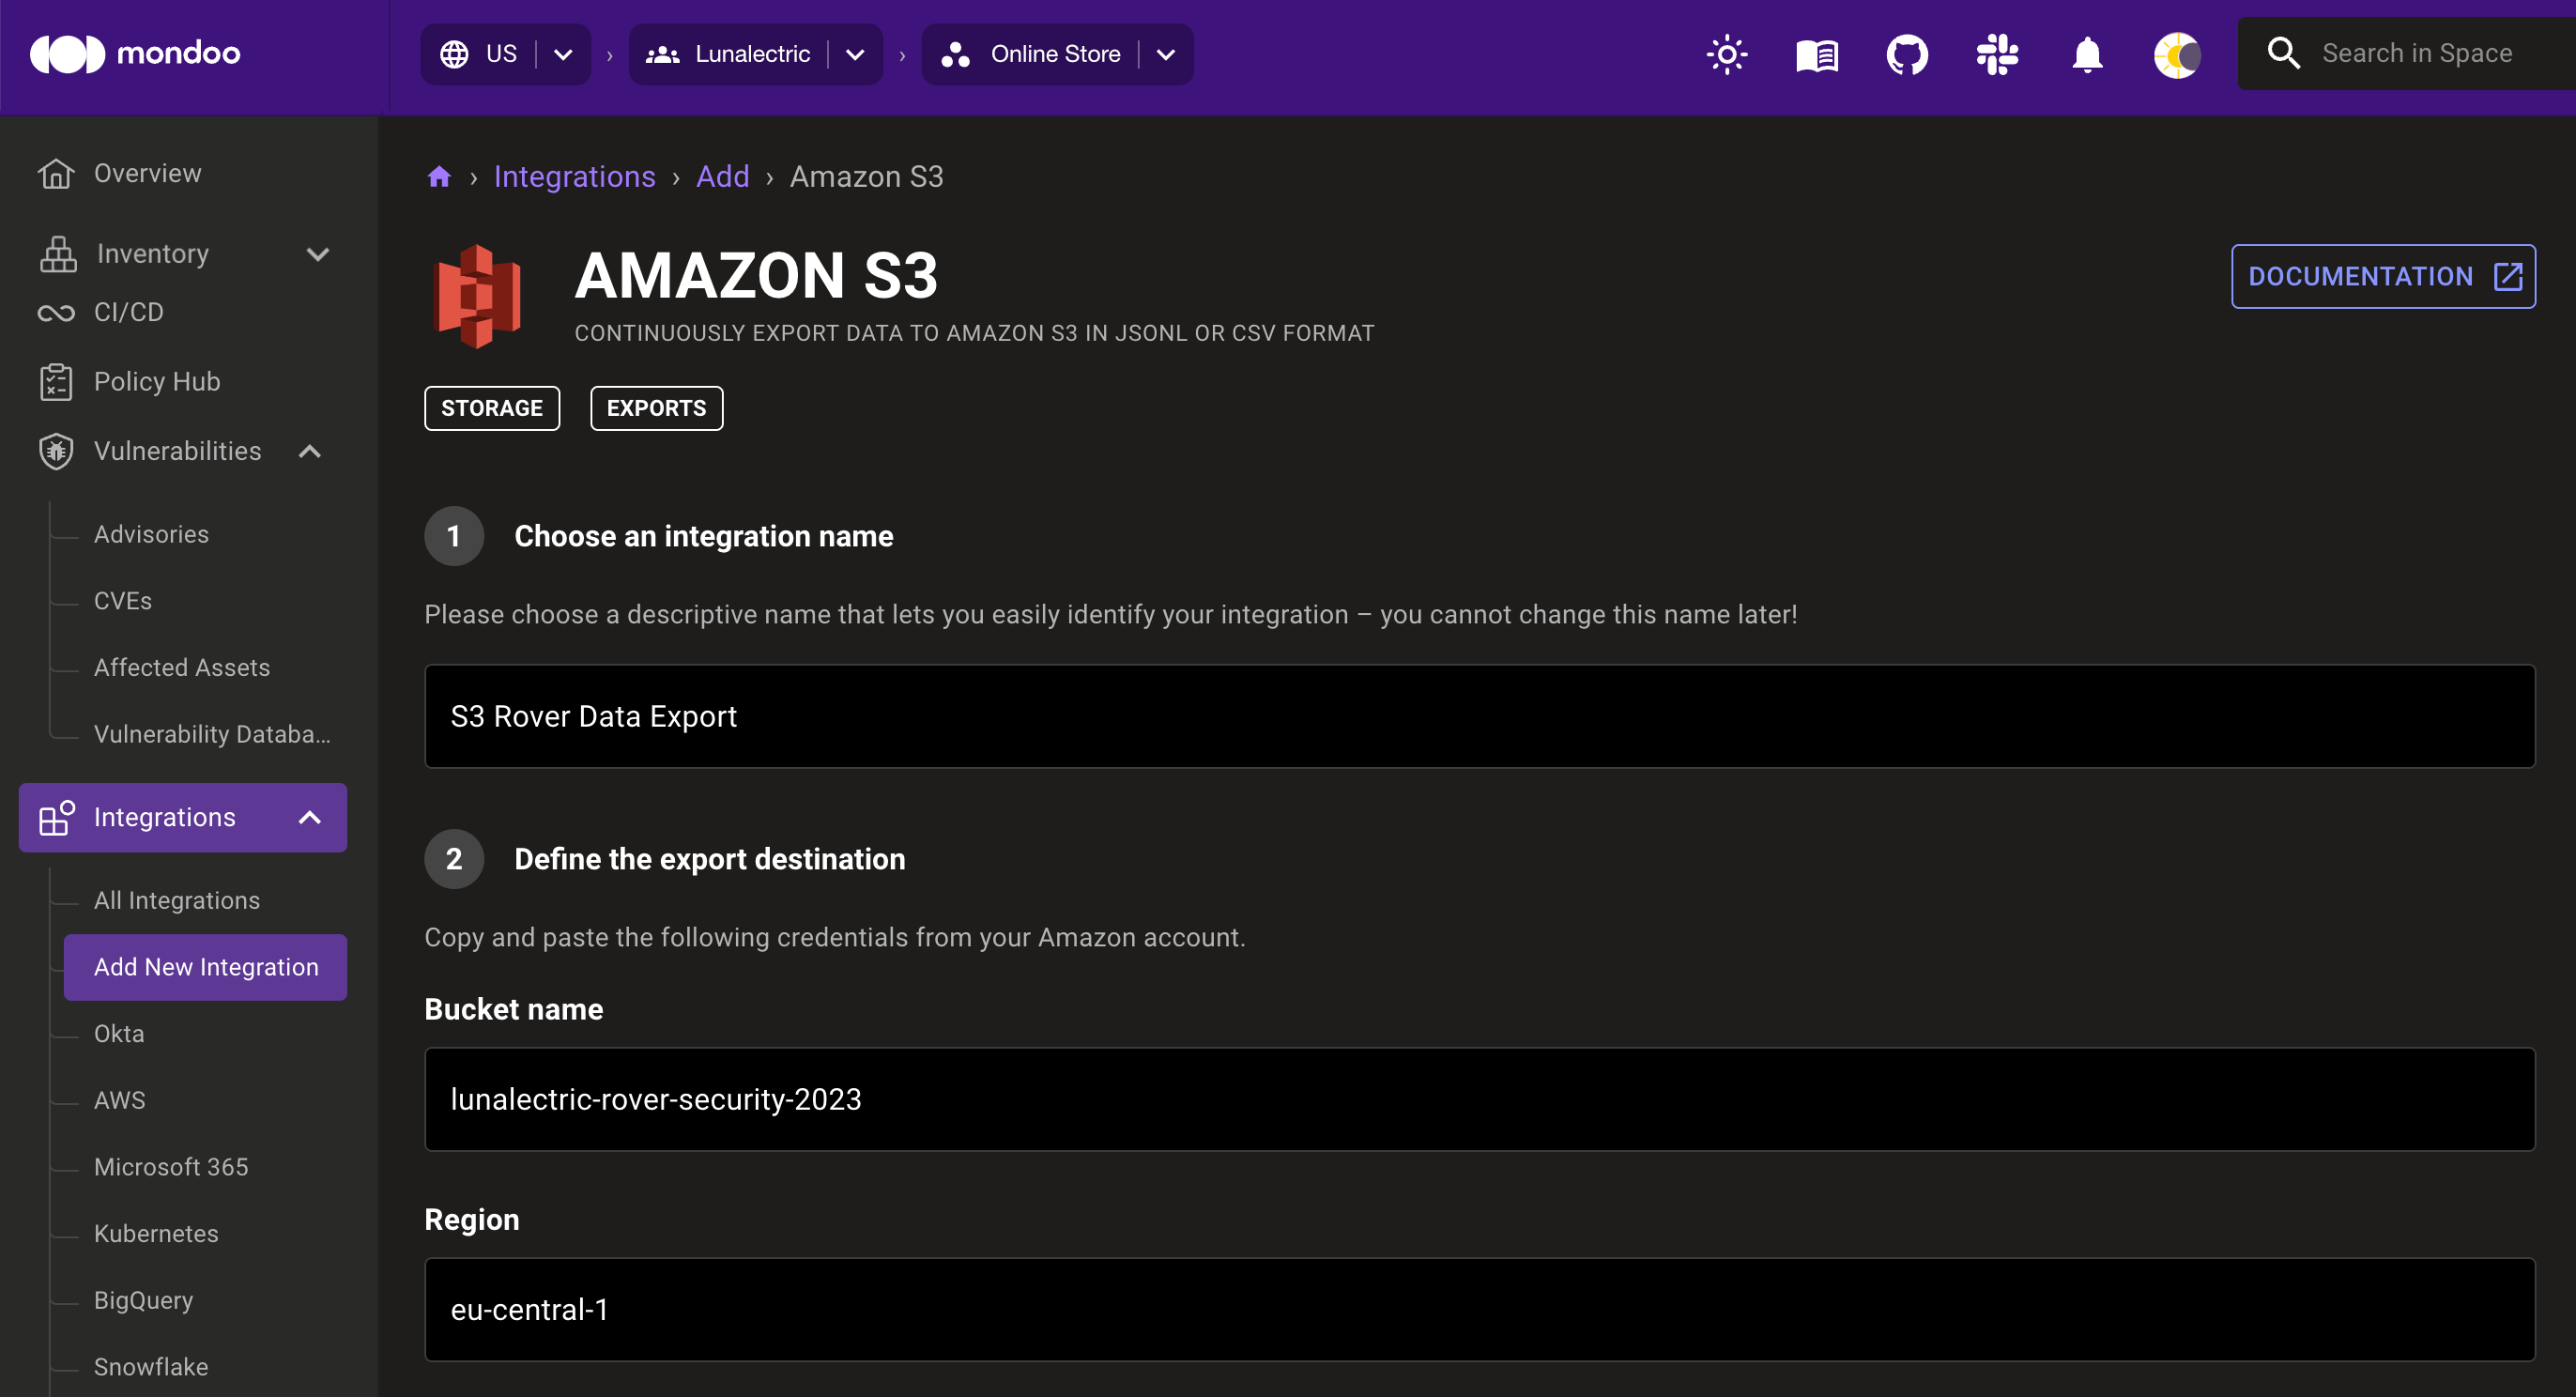 mondoo
US
Lunalectric
Online Store
Search in Space
Overview
Inventory
CI/CD
Policy Hub
Vulnerabilities
Advisories
CVEs
Affected Assets
Vulnerability Databa...
Integrations
All Integrations
Add New Integration
Okta
AWS
Microsoft 365
Kubernetes
BigQuery
Snowflake
› Integrations › Add › Amazon S3
AMAZON S3
CONTINUOUSLY EXPORT DATA TO AMAZON S3 IN JSONL OR CSV FORMAT
DOCUMENTATION
STORAGE
EXPORTS
1 Choose an integration name
Please choose a descriptive name that lets you easily identify your integration – you cannot change this name later!
S3 Rover Data Export
2 Define the export destination
Copy and paste the following credentials from your Amazon account.
Bucket name
lunalectric-rover-security-2023
Region
eu-central-1